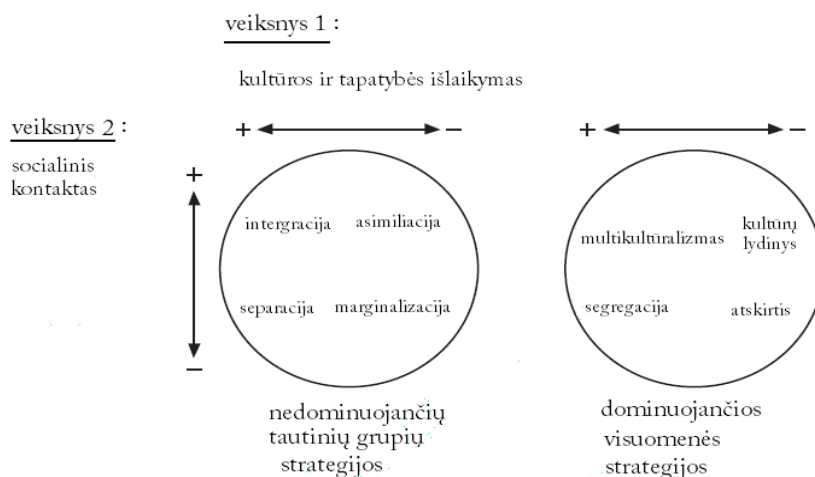 veiksnys 1 :
kultūros ir tapatybės išlaikymas
veiksnys 2 :
socialinis
kontaktas
+ −
+ −
+
−
intergracija asimiliacija
separacija marginalizacija
multikultūralizmas
kultūrų
lydinys
segregacija atskirtis
nedominuojančių
tautinių grupių
strategijos
dominuojančios
visuomenės
strategijos